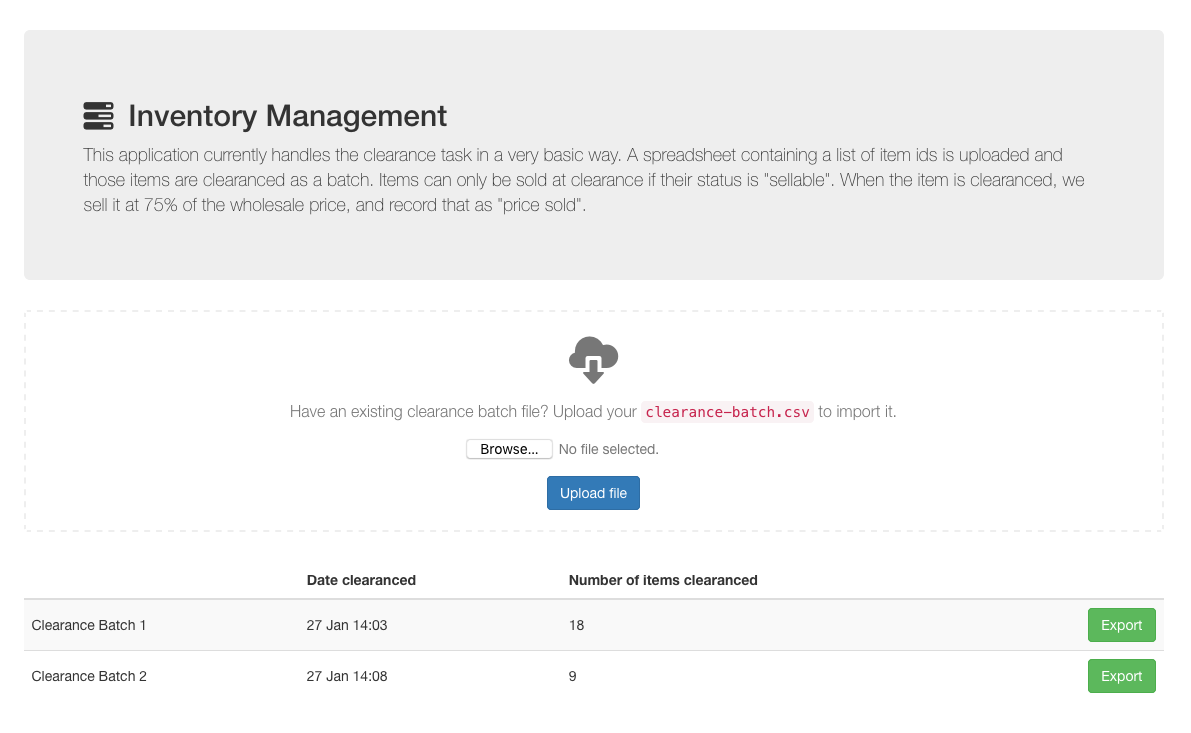 Inventory Management
This application currently handles the clearance task in a very basic way. A spreadsheet containing a list of item ids is uploaded and
those items are clearanced as a batch. Items can only be sold at clearance if their status is "sellable". When the item is clearanced, we
sell it at 75% of the wholesale price, and record that as "price sold".
Have an existing clearance batch file? Upload your clearance-batch.csv to import it.
Browse... No file selected.
Upload file
Date clearanced Number of items clearanced
Clearance Batch 1 27 Jan 14:03 18 Export
Clearance Batch 2 27 Jan 14:08 9 Export